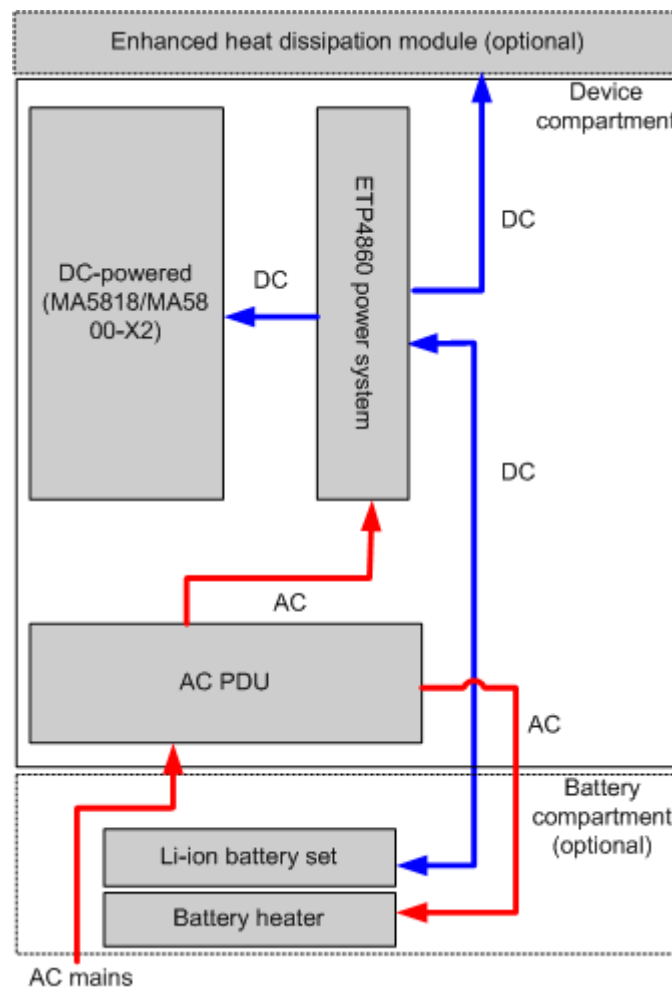 Enhanced heat dissipation module (optional)
Device
compartment
ETP4860 power system
DC-powered
(MA5818/MA58
00-X2)
DC
DC
DC
AC
AC PDU
AC
Battery
compartment
(optional)
Li-ion battery set
Battery heater
AC mains